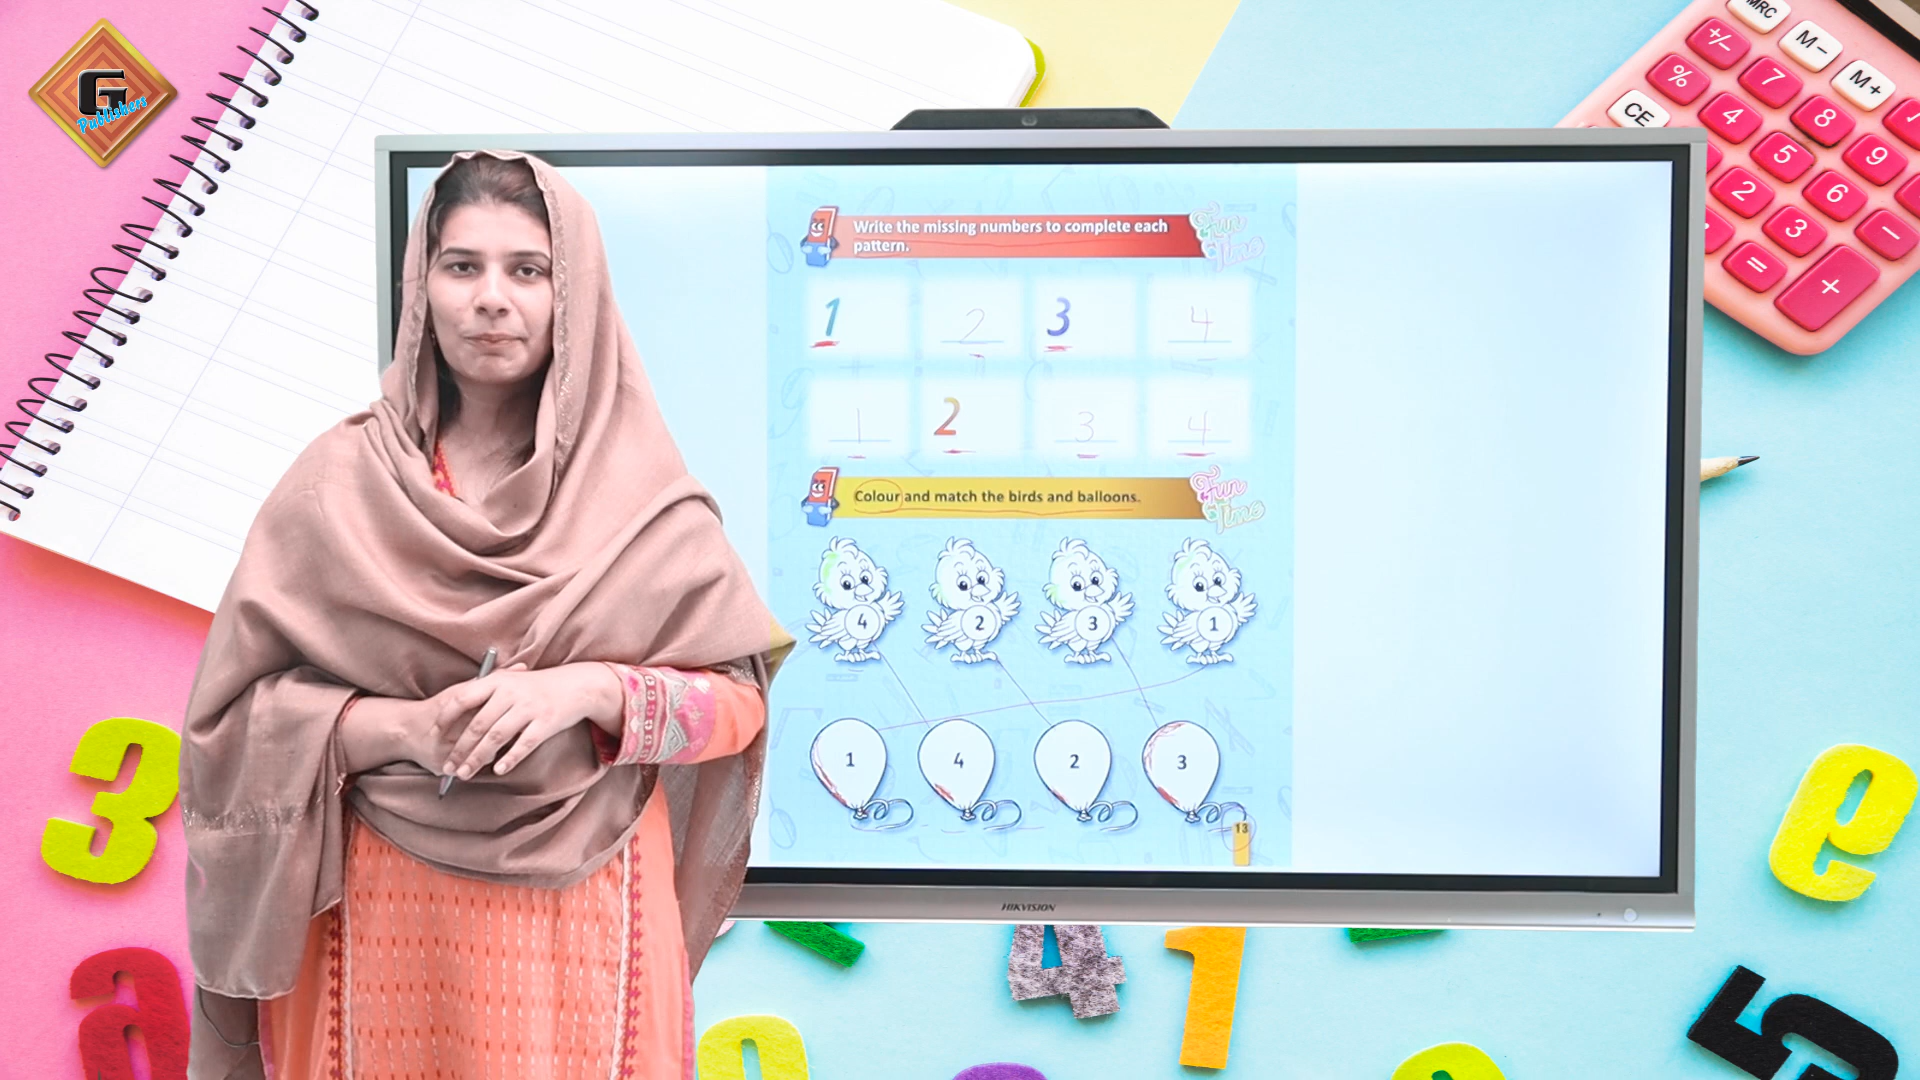 G
Publishers
MRC
M-
M+
+/-
%
7
8
CE
4
5
9
2
6
3
-
=
+
Write the missing numbers to complete each
pattern.
Fun
Time
1 2 3 4
1 2 3 4
Colour and match the birds and balloons.
Fun
Time
4 2 3 1
1 4 2 3
13
HIKVISION
3
e
a
4
1
5